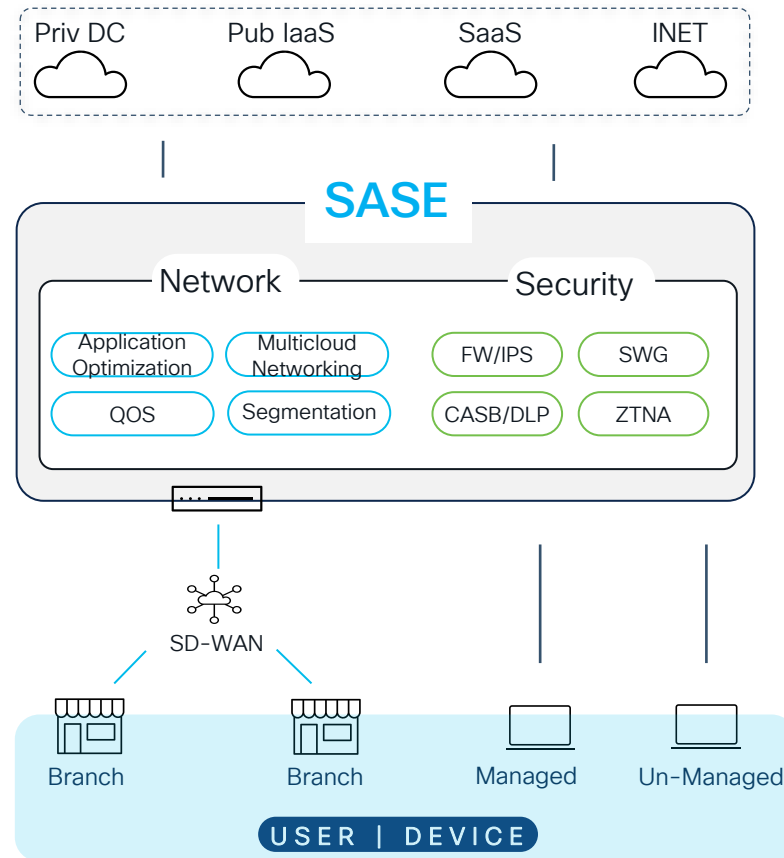 Priv DC
Pub IaaS
SaaS
INET
SASE
Network
Security
Application
Optimization
Multicloud
Networking
FW/IPS
SWG
QOS
Segmentation
CASB/DLP
ZTNA
SD-WAN
Branch
Branch
Managed
Un-Managed
USER | DEVICE